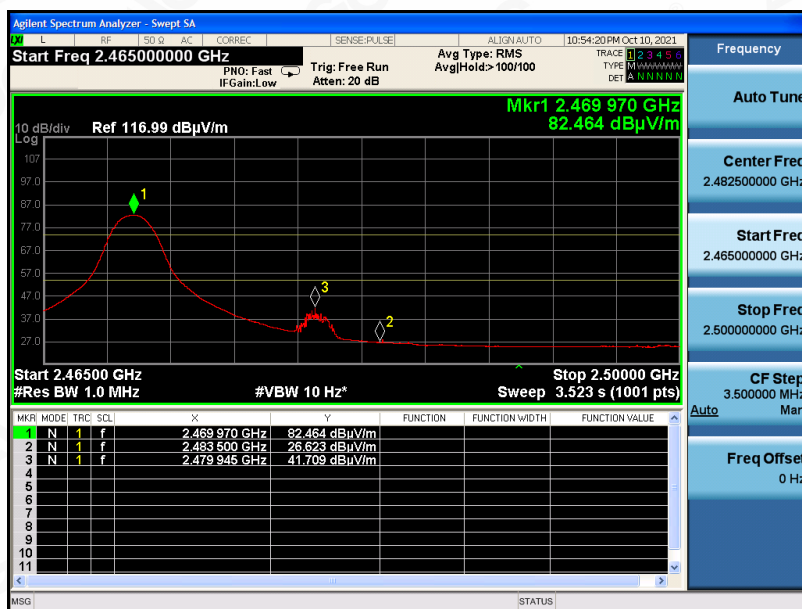 Agilent Spectrum Analyzer - Swept SA
LXI L RF 50 Ω AC CORREC SENSE:PULSE ALIGN AUTO 10:54:20 PM Oct 10, 2021
Start Freq 2.465000000 GHz
PNO: Fast
IFGain:Low
Trig: Free Run
Atten: 20 dB
Avg Type: RMS
Avg|Hold:>100/100
TRACE 1 2 3 4 5 6
TYPE M WWWWW
DET A N N N N N
Mkr1 2.469 970 GHz
82.464 dBµV/m
10 dB/div Ref 116.99 dBµV/m
Log
107
97.0
87.0
77.0
67.0
57.0
47.0
37.0
27.0
1
3
2
Start 2.46500 GHz Stop 2.50000 GHz
#Res BW 1.0 MHz #VBW 10 Hz* Sweep 3.523 s (1001 pts)
MKR MODE TRC SCL X Y FUNCTION FUNCTION WIDTH FUNCTION VALUE
1 N 1 f 2.469 970 GHz 82.464 dBµV/m
2 N 1 f 2.483 500 GHz 26.623 dBµV/m
3 N 1 f 2.479 945 GHz 41.709 dBµV/m
4
5
6
7
8
9
10
11
MSG STATUS
Frequency
Auto Tune
Center Freq
2.482500000 GHz
Start Freq
2.465000000 GHz
Stop Freq
2.500000000 GHz
CF Step
3.500000 MHz
Auto Man
Freq Offset
0 Hz